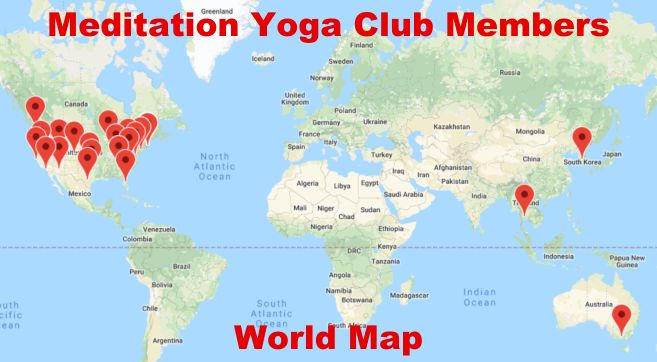 Meditation Yoga Club Members
Greenland
Iceland
Finland
Sweden
Norway
Russia
Canada
United
Kingdom
Poland
Germany
Ukraine
France
Italy
Spain
Turkey
Kazakhstan
Mongolia
China
Japan
South Korea
North
Atlantic
Ocean
Iraq
Iran
Afghanistan
Pakistan
Algeria
Libya
Egypt
Saudi Arabia
India
Mexico
Mali
Niger
Chad
Sudan
Nigeria
Ethiopia
Venezuela
Colombia
DRC
Kenya
Tanzania
Indonesia
Papua New
Guinea
Peru
Brazil
Bolivia
Angola
Namibia
Botswana
Madagascar
Indian
Ocean
Australia
Chile
South
Atlantic
Ocean
Argentina
World Map